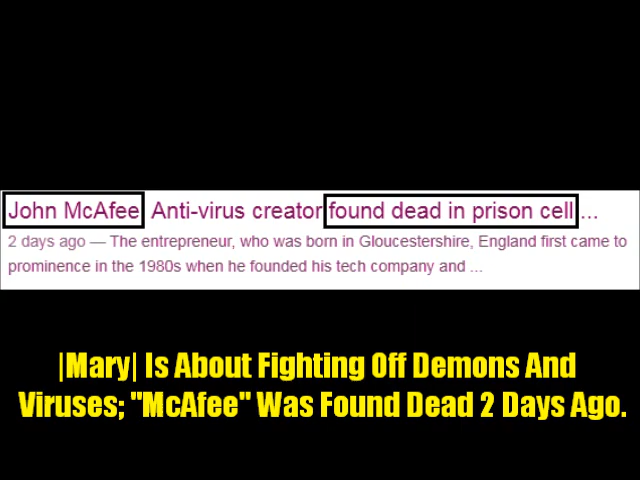 John McAfee Anti-virus creator found dead in prison cell ...
2 days ago — The entrepreneur, who was born in Gloucestershire, England first came to
prominence in the 1980s when he founded his tech company and ...
|Mary| Is About Fighting Off Demons And
Viruses; "McAfee" Was Found Dead 2 Days Ago.